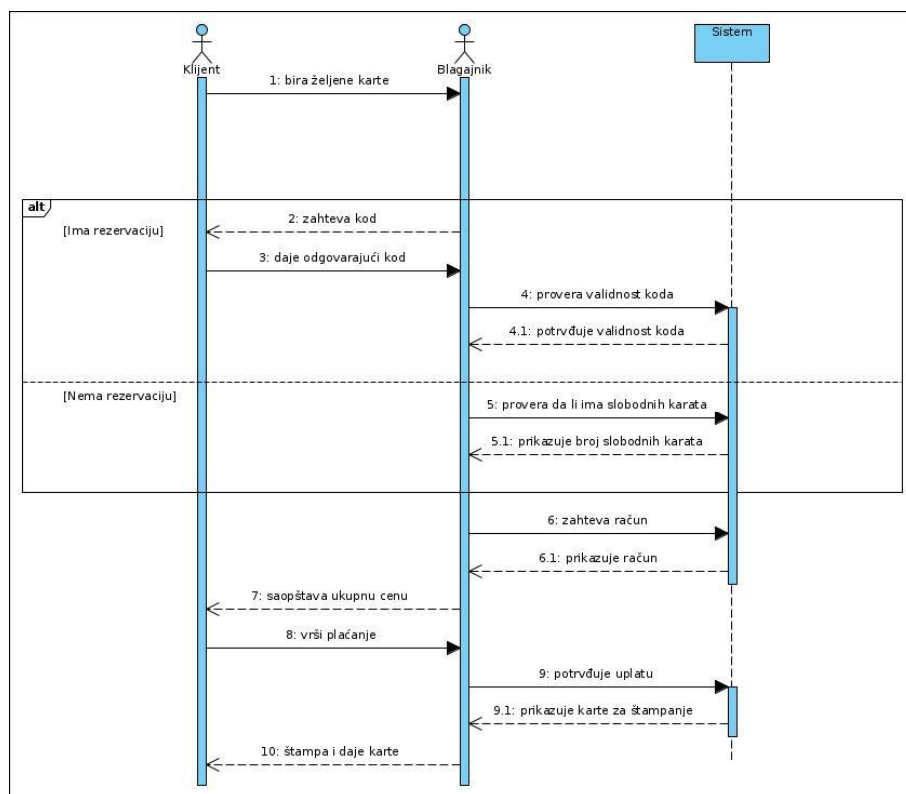 Klijent
Blagajnik
Sistem
1: bira željene karte
alt
[Ima rezervaciju]
2: zahteva kod
3: daje odgovarajući kod
4: provera validnost koda
4.1: potrvđuje validnost koda
[Nema rezervaciju]
5: provera da li ima slobodnih karata
5.1: prikazuje broj slobodnih karata
6: zahteva račun
6.1: prikazuje račun
7: saopštava ukupnu cenu
8: vrši plaćanje
9: potrvđuje uplatu
9.1: prikazuje karte za štampanje
10: štampa i daje karte